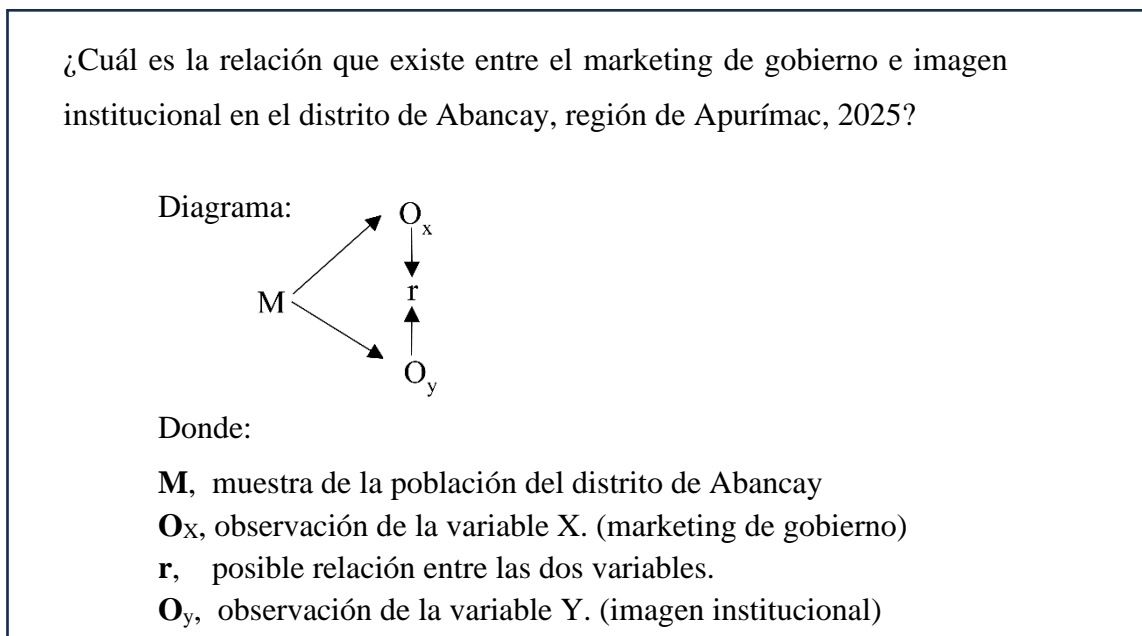 ¿Cuál es la relación que existe entre el marketing de gobierno e imagen
institucional en el distrito de Abancay, región de Apurímac, 2025?
Diagrama:
Ox
M
r
Oy
Donde:
M, muestra de la población del distrito de Abancay
OX, observación de la variable X. (marketing de gobierno)
r, posible relación entre las dos variables.
Oy, observación de la variable Y. (imagen institucional)